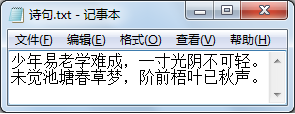 诗句.txt - 记事本
文件(F) 编辑(E) 格式(O) 查看(V) 帮助(H)
少年易老学难成，一寸光阴不可轻。
未觉池塘春草梦，阶前梧叶已秋声。